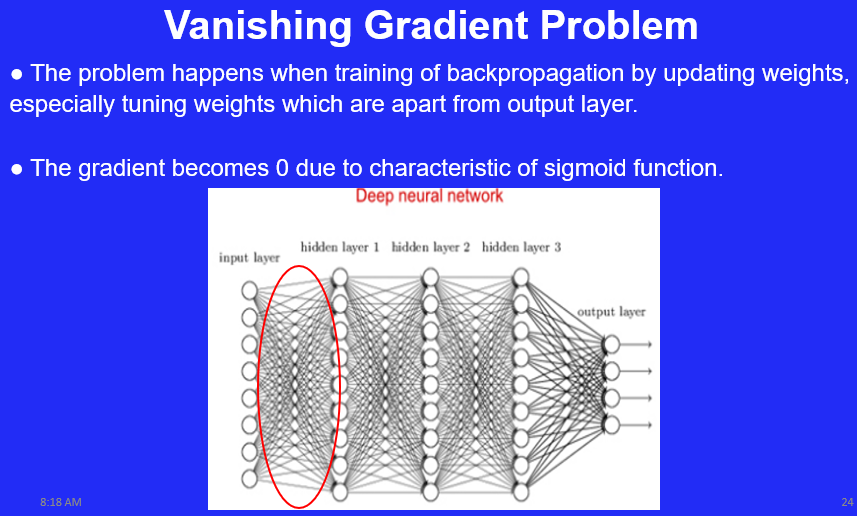 Vanishing Gradient Problem
● The problem happens when training of backpropagation by updating weights,
especially tuning weights which are apart from output layer.
● The gradient becomes 0 due to characteristic of sigmoid function.
Deep neural network
hidden layer 1 hidden layer 2 hidden layer 3
input layer
output layer
8:18 AM
24